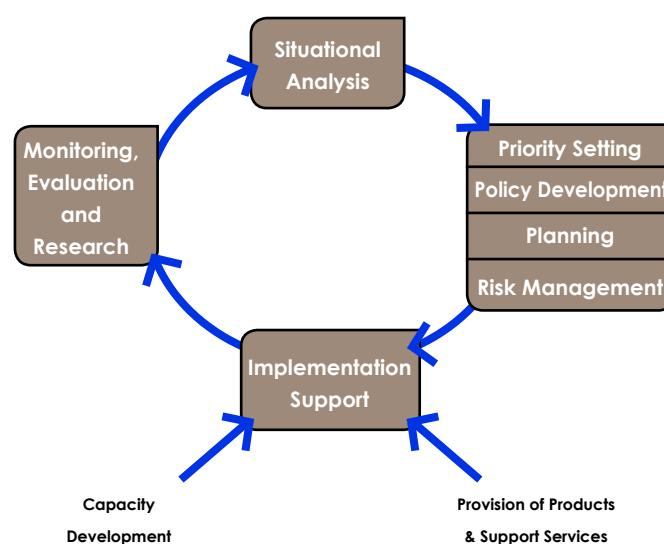 Situational
Analysis
Monitoring,
Evaluation
and
Research
Priority Setting
Policy Development
Planning
Risk Management
Implementation
Support
Capacity
Development
Provision of Products
& Support Services